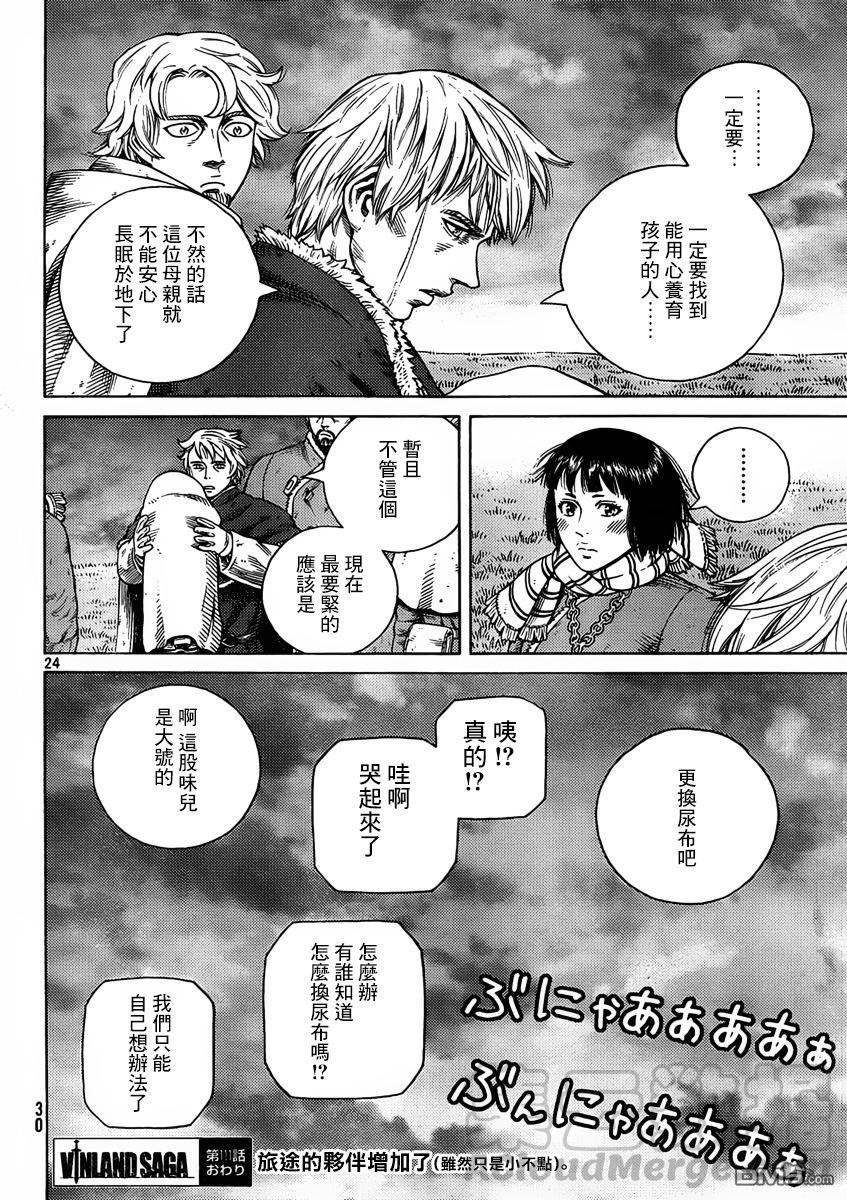 …………
一定要…
一定要找到
能用心養育
孩子的人……
不然的話
這位母親就
不能安心
長眠於地下了
………
暫且
不管這個
現在
最要緊的
應該是
24
更換尿布吧
咦!?
真的!?
哇啊
哭起來了
啊 這股味兒
是大號的
怎麼辦
有誰知道
怎麼換尿布嗎!?
我們只能
自己想辦法了
ぶにゃあああああぁ
ぶんにゃあああぁ
30
VINLAND SAGA
第111話
おわり
旅途的夥伴增加了(雖然只是小不點)。